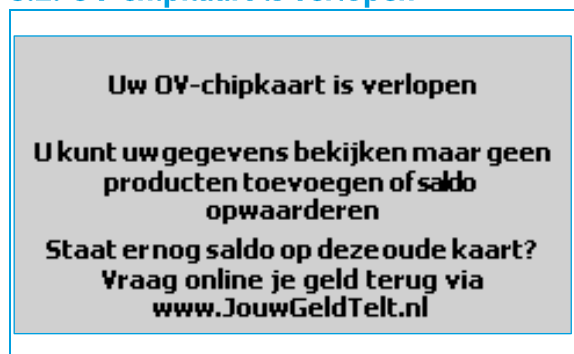 Uw OV-chipkaart is verlopen
U kunt uw gegevens bekijken maar geen
producten toevoegen of saldo
opwaarderen
Staat er nog saldo op deze oude kaart?
Vraag online je geld terug via
www.JouwGeldTelt.nl